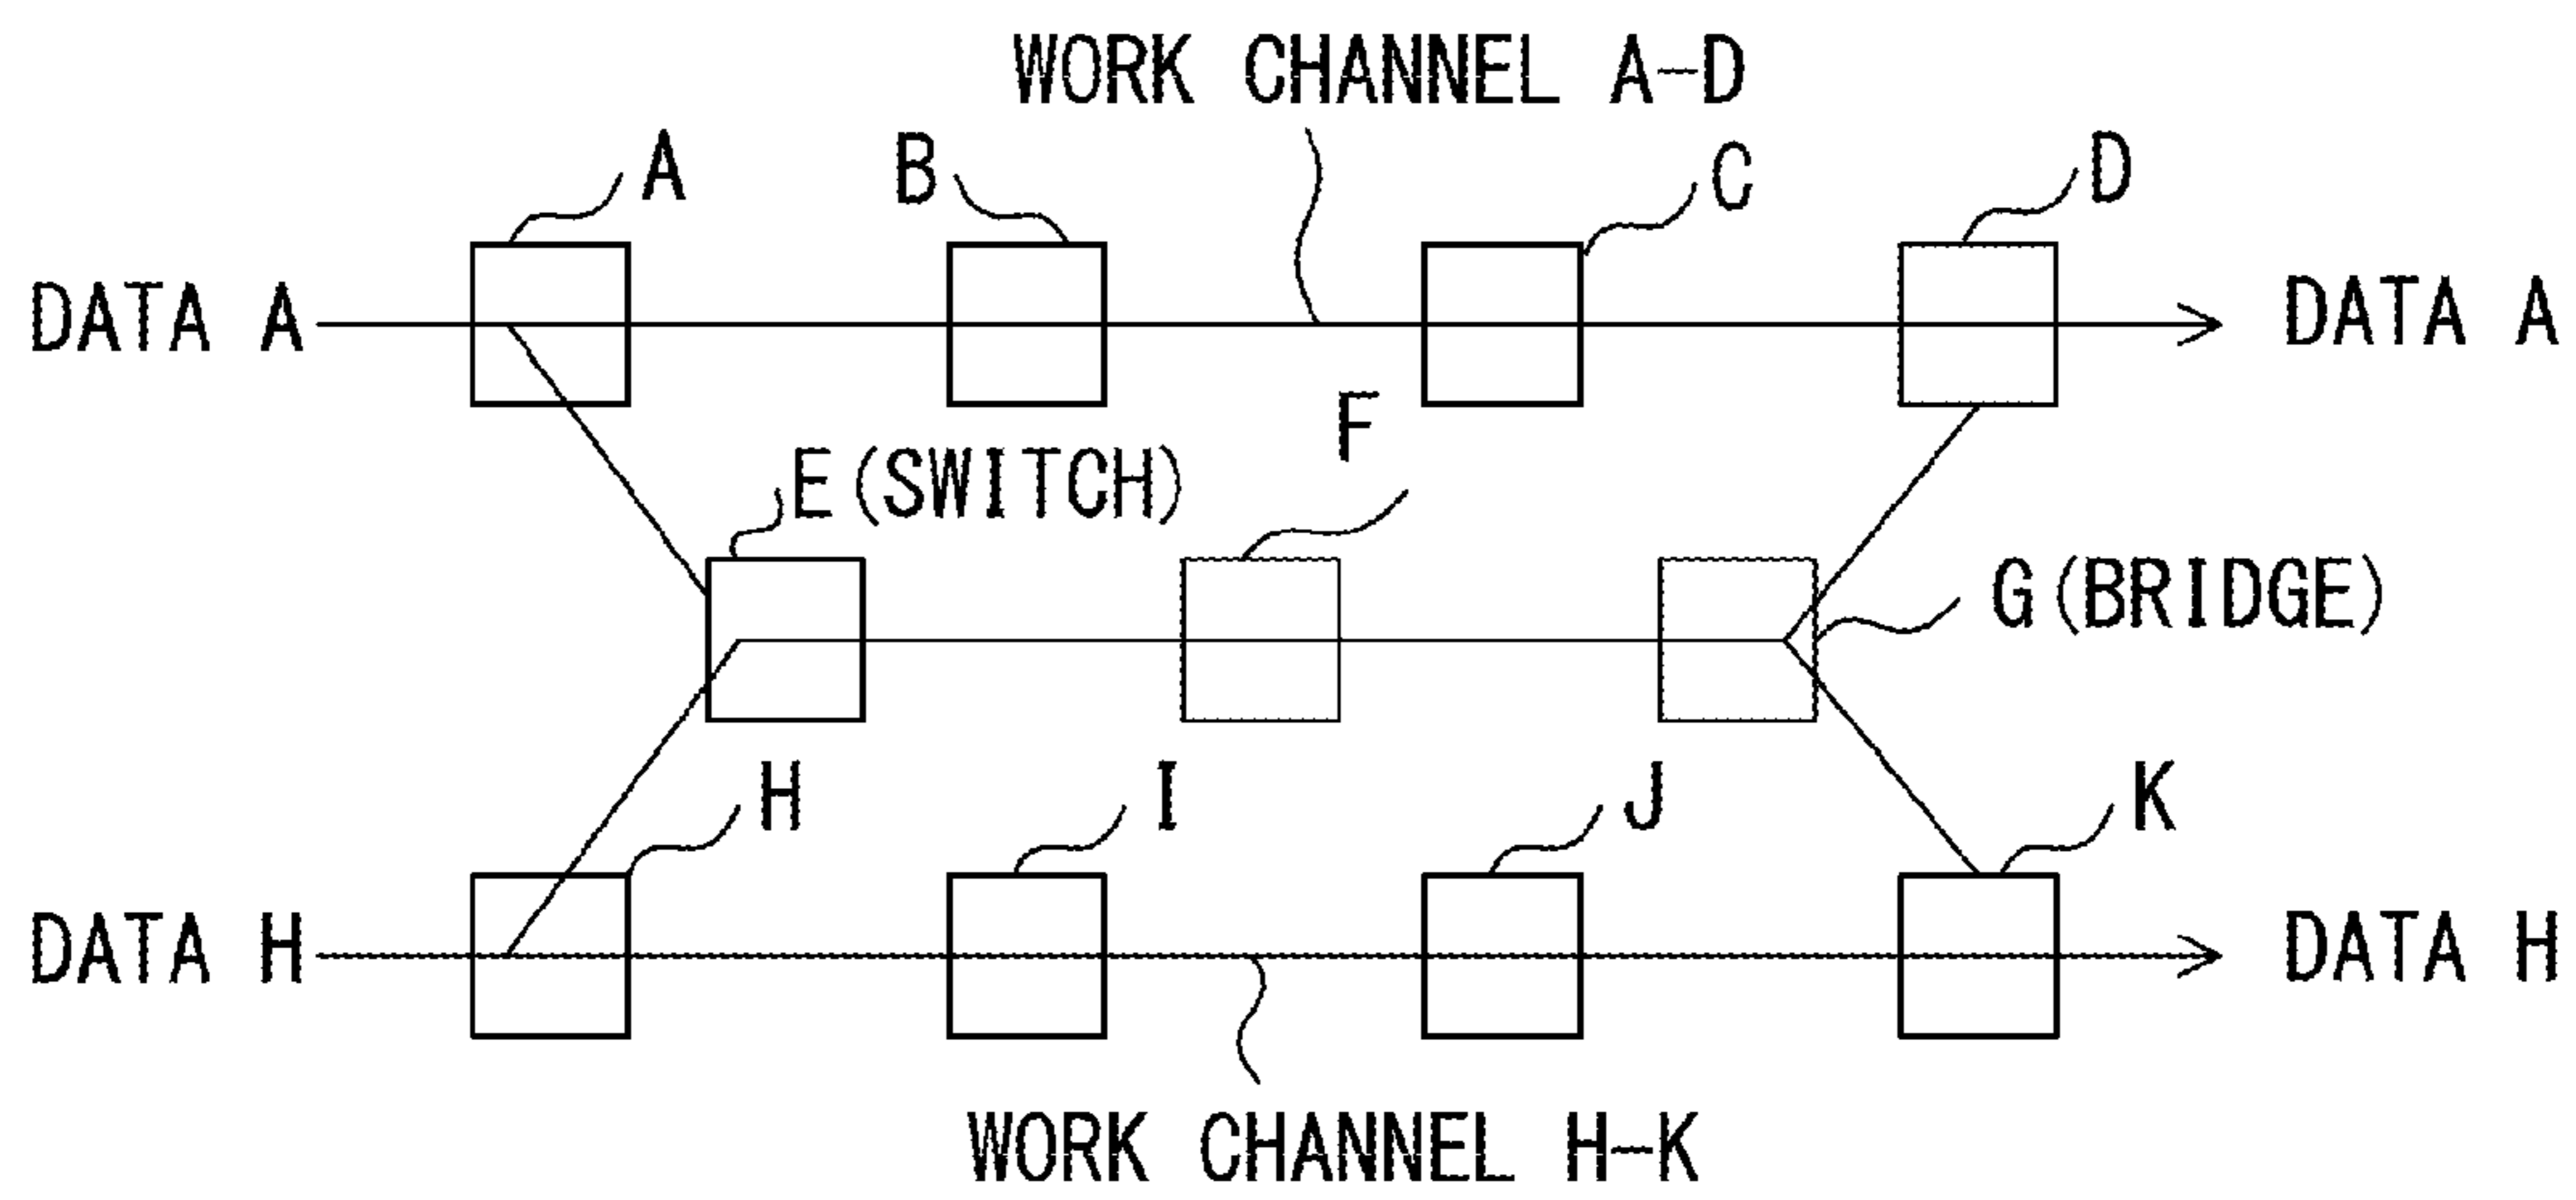 WORK CHANNEL A-D
A
B
C
D
DATA A
DATA A
F
E(SWITCH)
G(BRIDGE)
H
I
J
K
DATA H
DATA H
WORK CHANNEL H-K